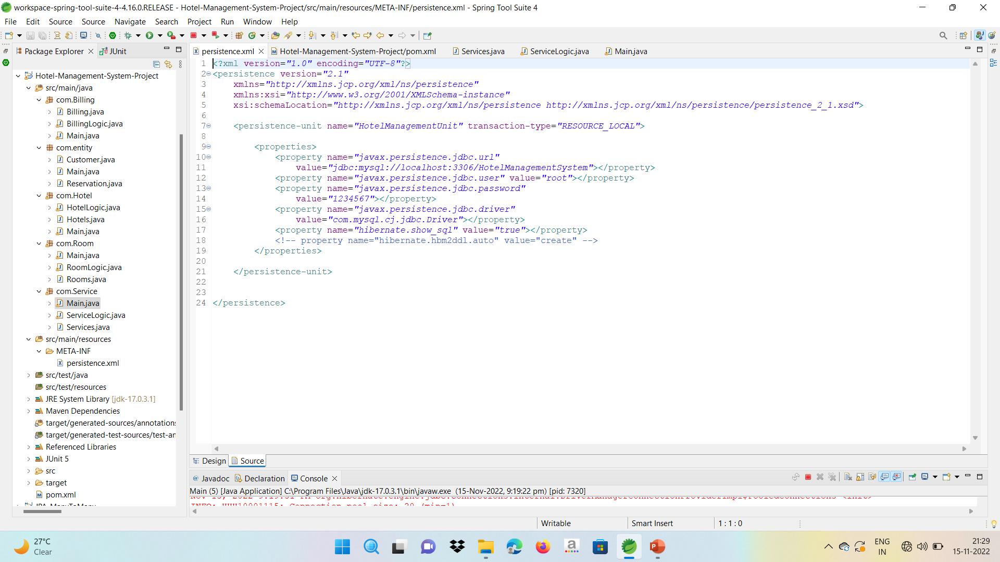 workspace-spring-tool-suite-4-4.16.0.RELEASE - Hotel-Management-System-Project/src/main/resources/META-INF/persistence.xml - Spring Tool Suite 4
File Edit Source Source Navigate Search Project Run Window Help
Package Explorer JUnit
Hotel-Management-System-Project
src/main/java
com.Billing
Billing.java
BillingLogic.java
Main.java
com.entity
Customer.java
Main.java
Reservation.java
com.Hotel
HotelLogic.java
Hotels.java
Main.java
com.Room
Main.java
RoomLogic.java
Rooms.java
com.Service
Main.java
ServiceLogic.java
Services.java
src/main/resources
META-INF
persistence.xml
src/test/java
src/test/resources
JRE System Library [jdk-17.0.3.1]
Maven Dependencies
target/generated-sources/annotations
target/generated-test-sources/test-an
Referenced Libraries
JUnit 5
src
target
pom.xml
JPA-ManyToMany
persistence.xml Hotel-Management-System-Project/pom.xml Services.java ServiceLogic.java Main.java
1 <?xml version="1.0" encoding="UTF-8"?>
2 <persistence version="2.1"
3 xmlns="http://xmlns.jcp.org/xml/ns/persistence"
4 xmlns:xsi="http://www.w3.org/2001/XMLSchema-instance"
5 xsi:schemaLocation="http://xmlns.jcp.org/xml/ns/persistence http://xmlns.jcp.org/xml/ns/persistence/persistence_2_1.xsd">
6
7 <persistence-unit name="HotelManagementUnit" transaction-type="RESOURCE_LOCAL">
8
9 <properties>
10 <property name="javax.persistence.jdbc.url"
11 value="jdbc:mysql://localhost:3306/HotelManagementSystem"></property>
12 <property name="javax.persistence.jdbc.user" value="root"></property>
13 <property name="javax.persistence.jdbc.password"
14 value="1234567"></property>
15 <property name="javax.persistence.jdbc.driver"
16 value="com.mysql.cj.jdbc.Driver"></property>
17 <property name="hibernate.show_sql" value="true"></property>
18 <!-- property name="hibernate.hbm2ddl.auto" value="create" -->
19 </properties>
20
21 </persistence-unit>
22
23
24 </persistence>
Design Source
@ Javadoc Declaration Console
Main (5) [Java Application] C:\Program Files\Java\jdk-17.0.3.1\bin\javaw.exe (15-Nov-2022, 9:19:22 pm) [pid: 7320]
INFO: HHH10001115: Connection pool size: 20 (min=1)
Writable Smart Insert 1 : 1 : 0
27°C
Clear
ENG
IN
21:29
15-11-2022